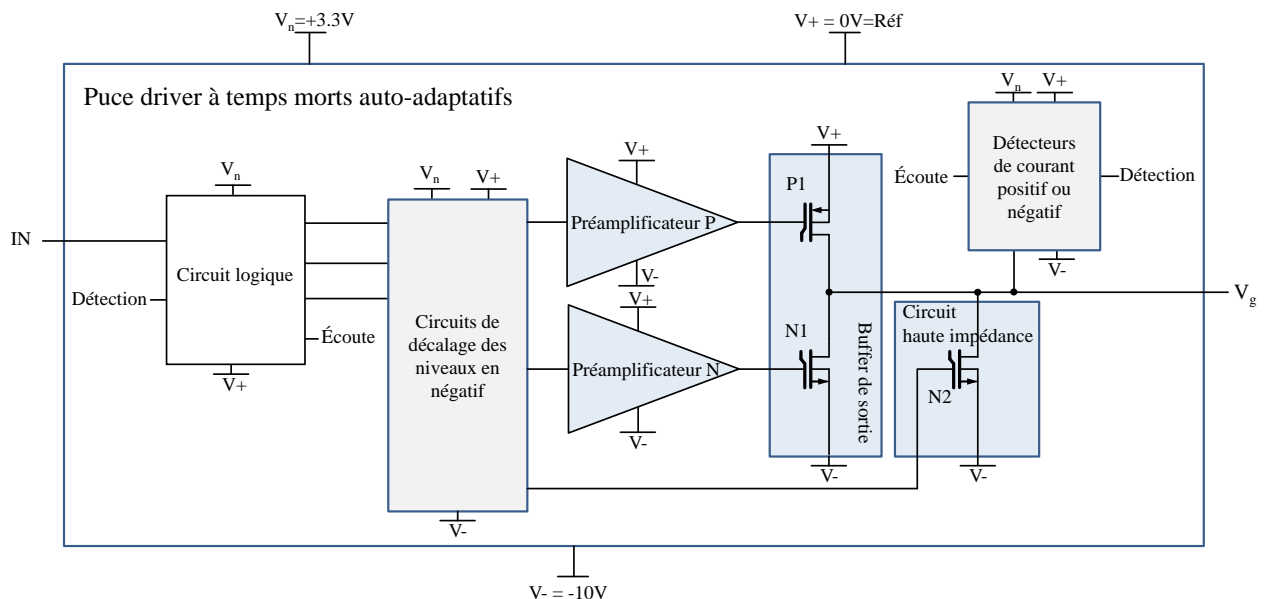 Vn=+3.3V
V+ = 0V=Réf
Puce driver à temps morts auto-adaptatifs
Vn
V+
Détecteurs
de courant
positif ou
négatif
V-
Écoute
Détection
IN
Vn
Circuit logique
Détection
Écoute
V+
Vn
V+
Circuits de
décalage des
niveaux en
négatif
V-
V+
Préamplificateur P
V-
V+
Préamplificateur N
V-
V+
P1
N1
Buffer de sortie
V-
Circuit
haute impédance
N2
V-
Vg
V- = -10V